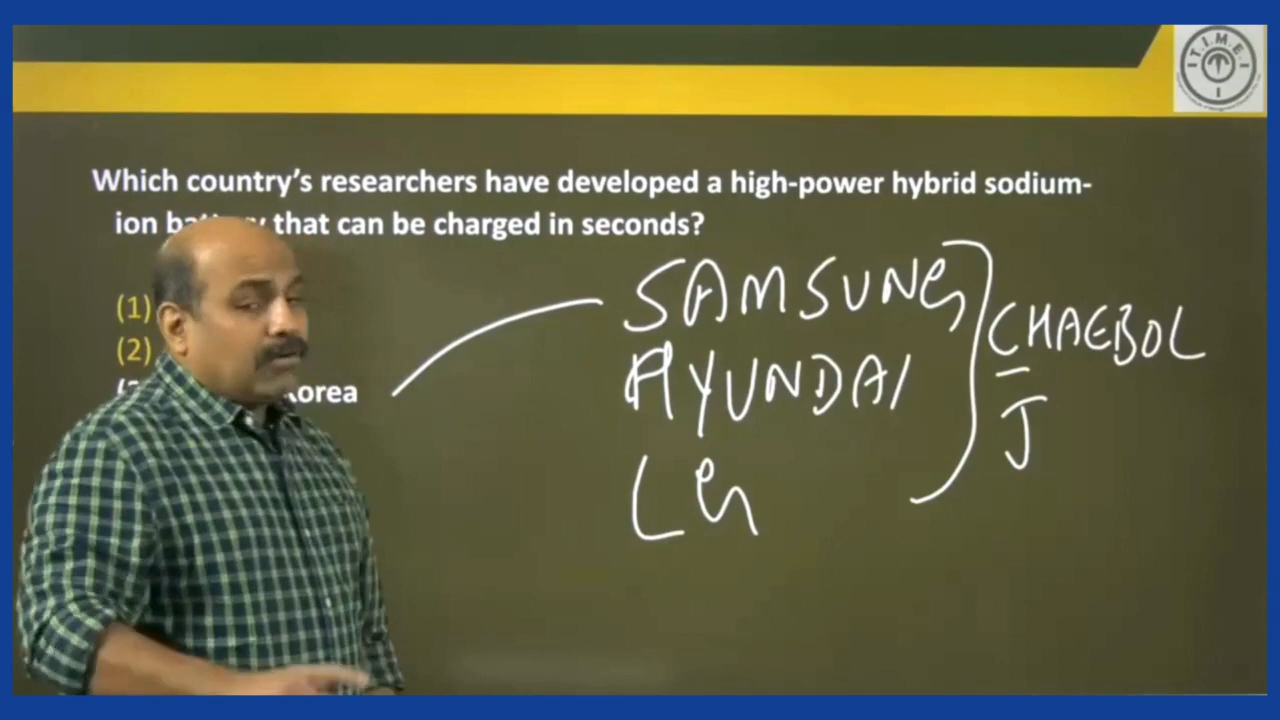 T.I.M.E.
Which country's researchers have developed a high-power hybrid sodium-
ion that can be charged in seconds?
(1)
(2)
Korea
SAMSUNG
HYUNDAI
LG
CHAEBOL
J